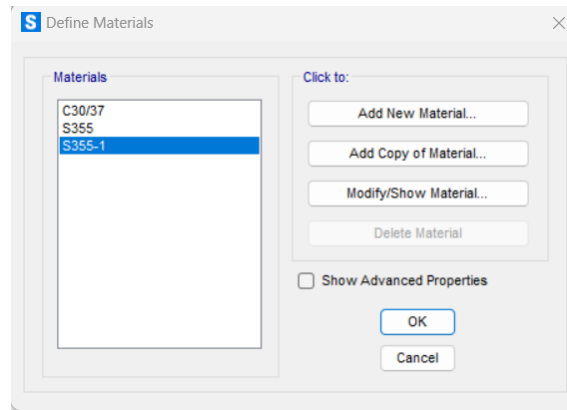 S Define Materials
Materials
C30/37
S355
S355-1
Click to:
Add New Material...
Add Copy of Material...
Modify/Show Material...
Delete Material
Show Advanced Properties
OK
Cancel